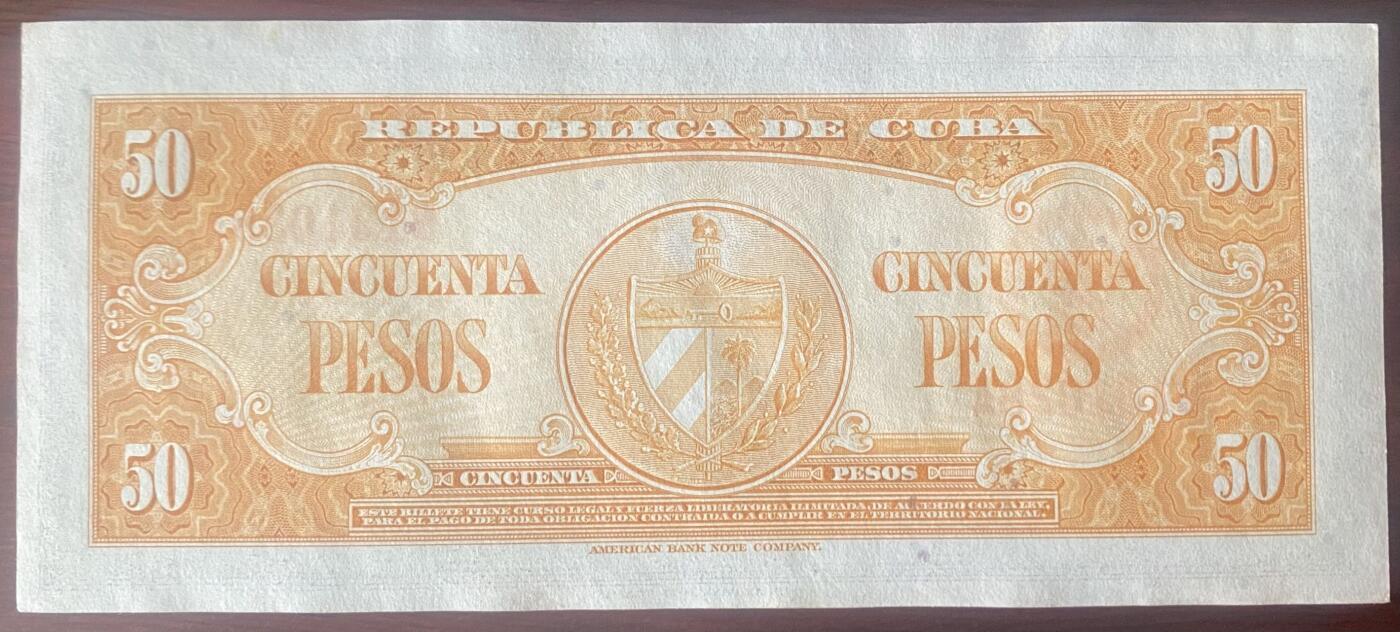 REPUBLICA DE CUBA
50 50
CINCUENTA CINCUENTA
PESOS PESOS
50 50
CINCUENTA PESOS
ESTE BILLETE TIENE CURSO LEGAL Y FUERZA LIBERATORIA ILIMITADA, DE ACUERDO CON LA LEY,
PARA EL PAGO DE TODA OBLIGACION CONTRAIDA O A CUMPLIR EN EL TERRITORIO NACIONAL.
AMERICAN BANK NOTE COMPANY.